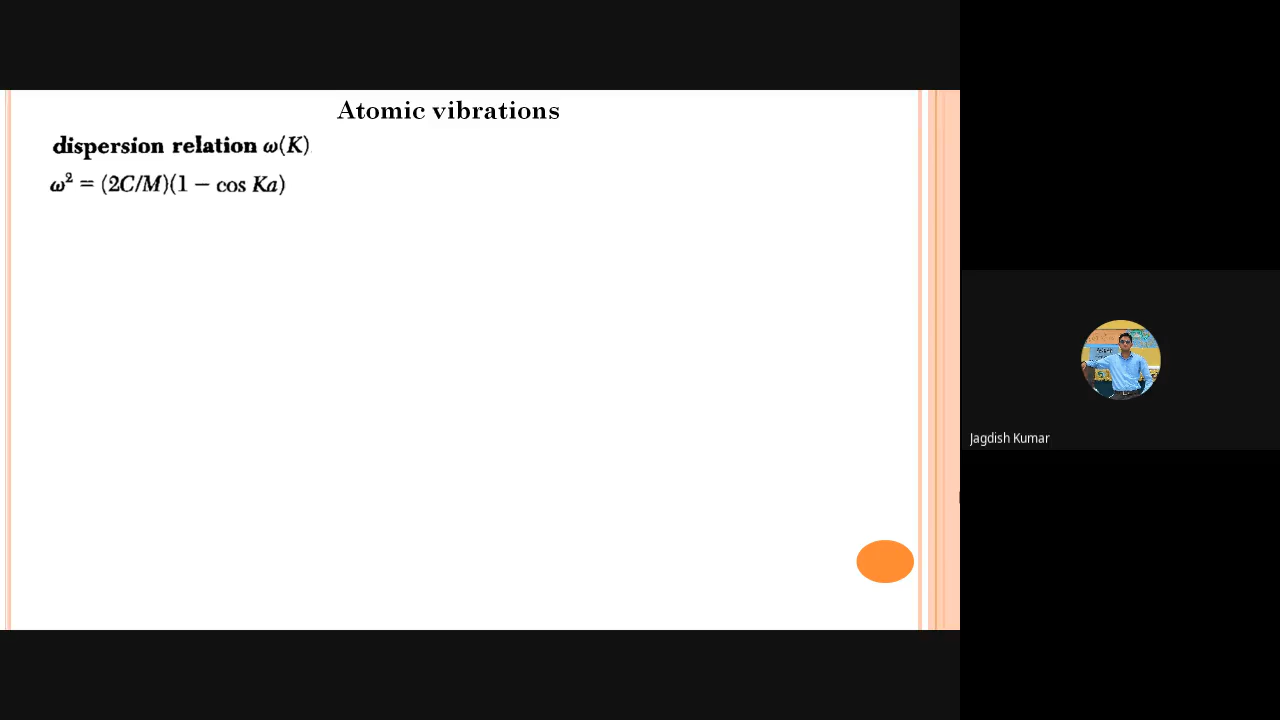 Atomic vibrations
dispersion relation ω(K)
ω² = (2C/M)(1 − cos Ka)
Jagdish Kumar